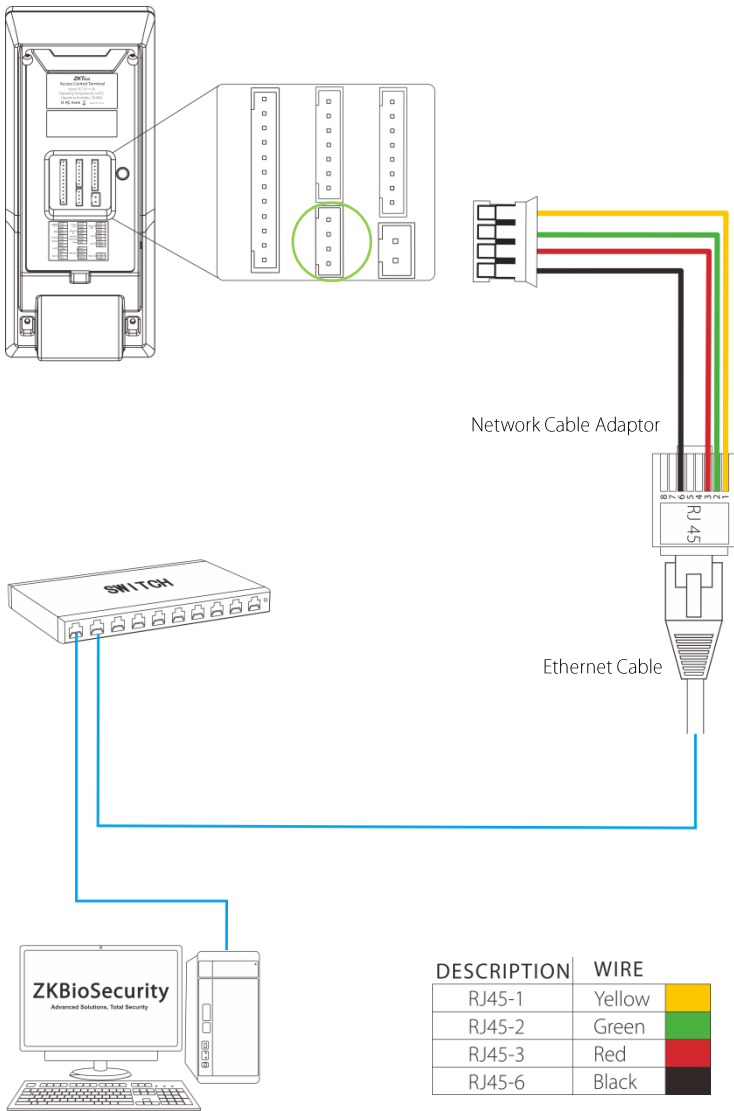 ZKTeco
Access Control Terminal
Network Cable Adaptor
8
7
6
5
4
3
2
1
RJ 45
SWITCH
Ethernet Cable
ZKBioSecurity
Advanced Solutions, Total Security
DESCRIPTION WIRE
RJ45-1 Yellow
RJ45-2 Green
RJ45-3 Red
RJ45-6 Black